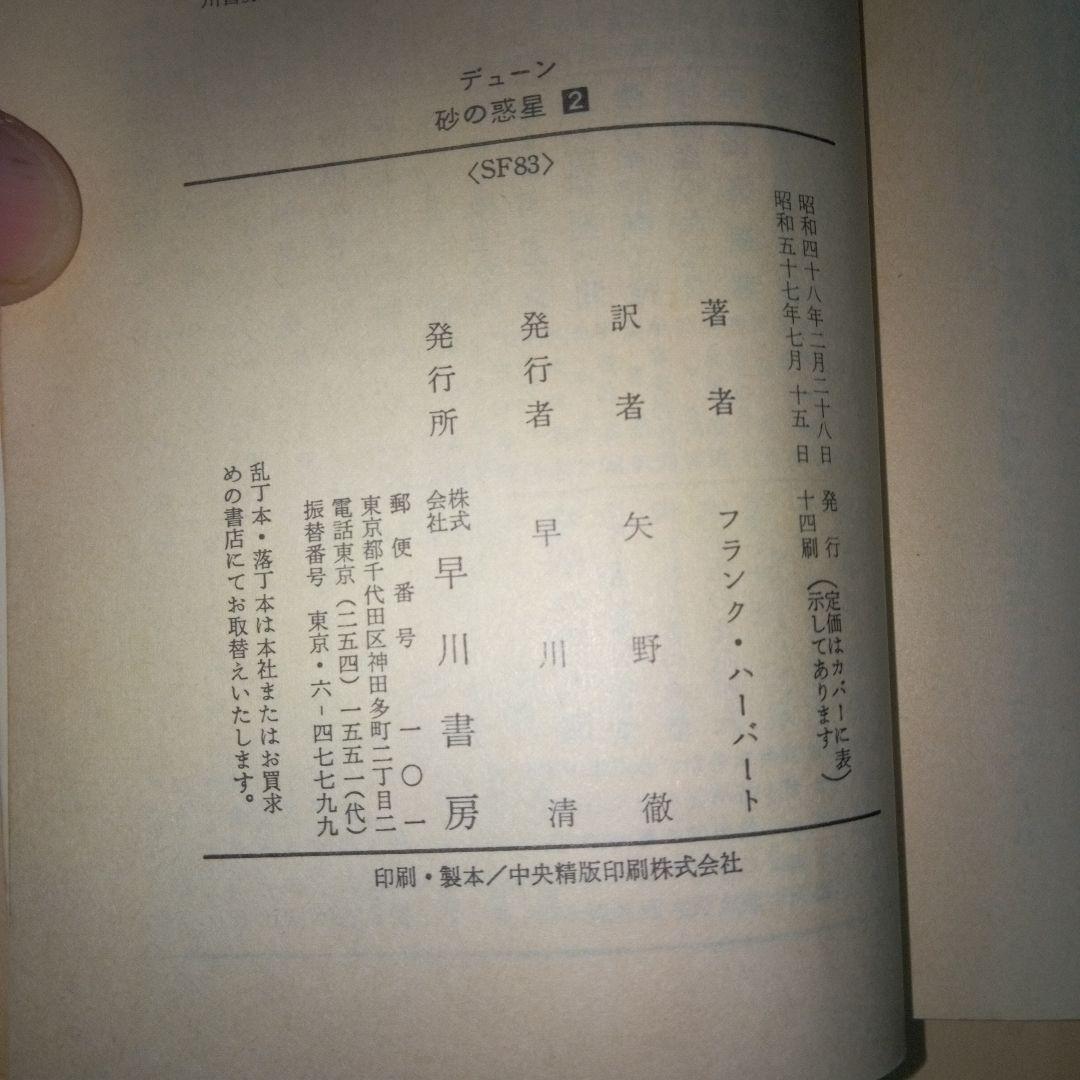 デューン
砂の惑星 2
〈SF83〉
昭和四十八年二月二十八日 発行
昭和五十七年七月 十五 日 十四刷
(定価はカバーに表
示してあります)
著者 フランク・ハーバート
訳者 矢野徹
発行者 早川清
発行所 株式会社 早川書房
郵便番号 一〇一
東京都千代田区神田多町二丁目二
電話東京(二五四)一五五一(代)
振替番号 東京・六-四七七九九
乱丁本・落丁本は本社またはお買求
めの書店にてお取替えいたします。
印刷・製本/中央精版印刷株式会社